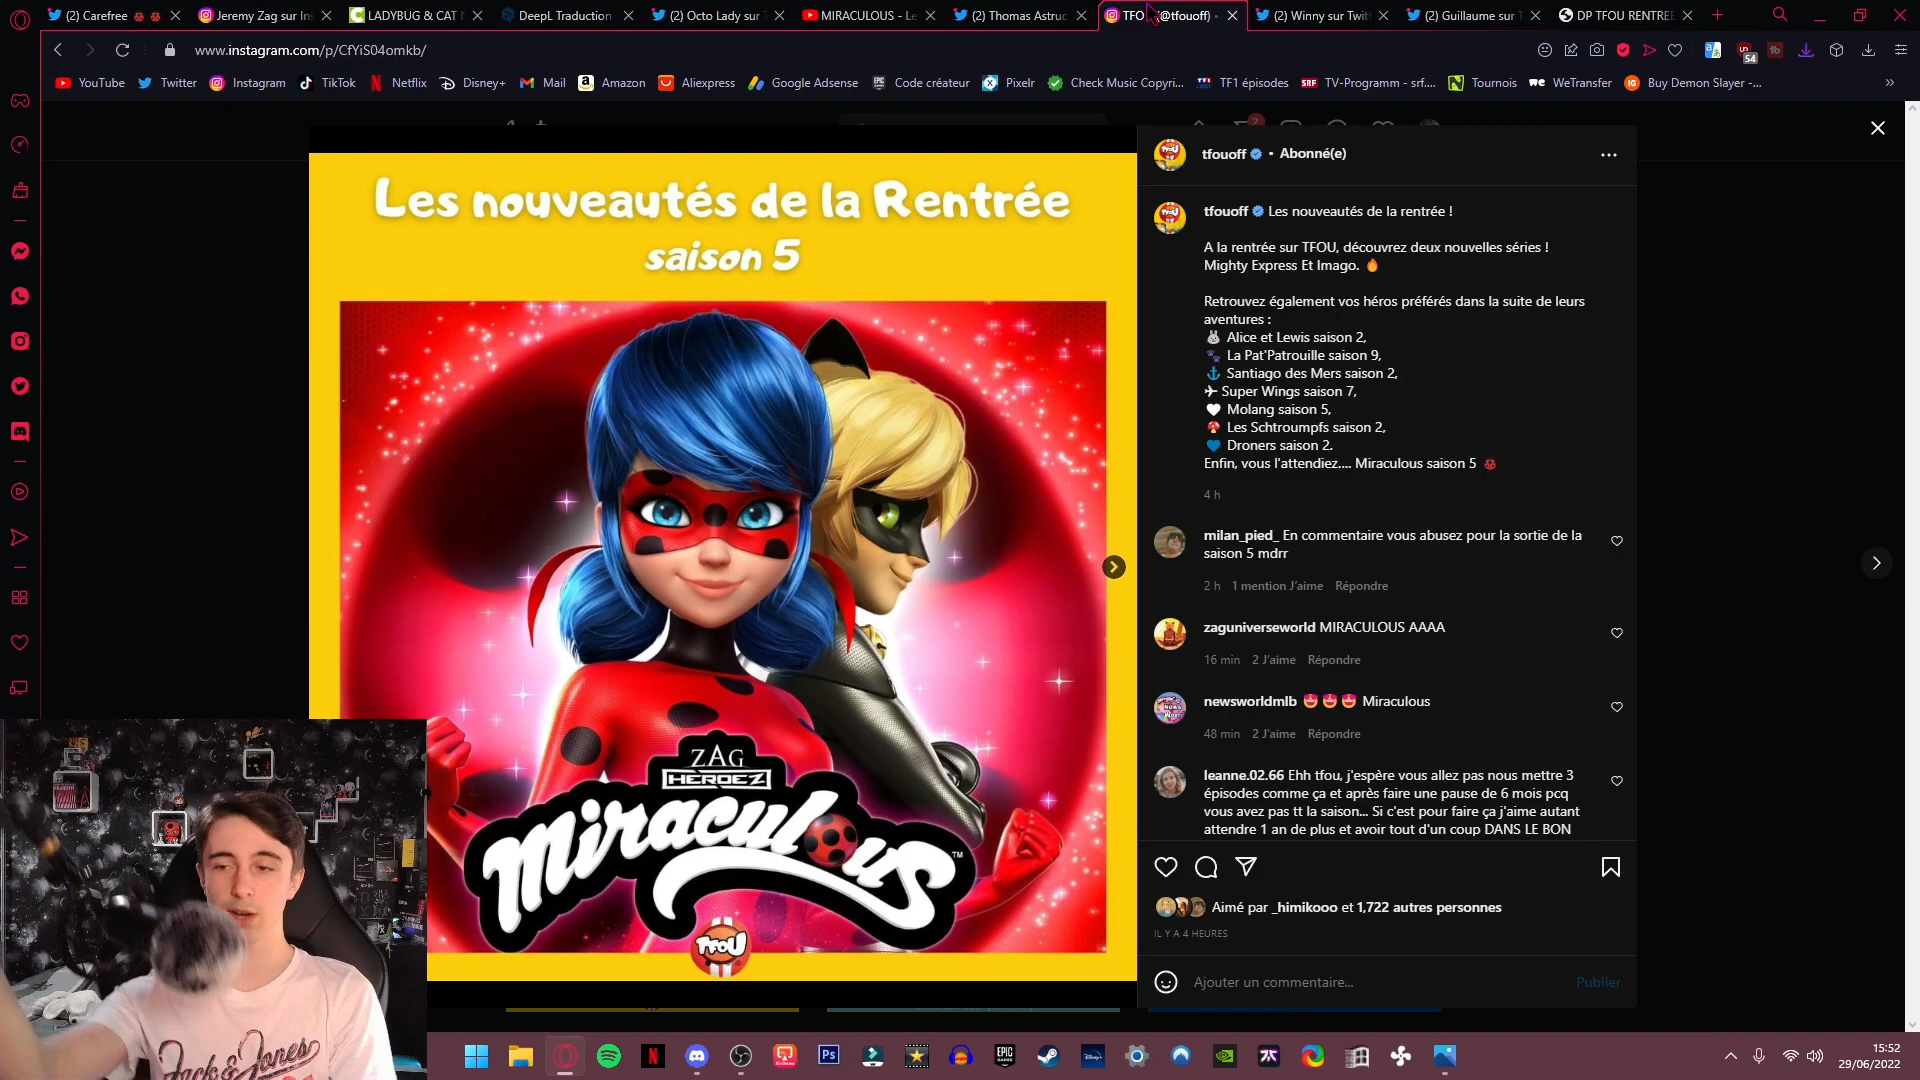 (2) Carefree
Jeremy Zag sur Ins
LADYBUG & CAT N
DeepL Traduction
(2) Octo Lady sur T
MIRACULOUS - Le
(2) Thomas Astruc
TFO
@tfouoff) •
(2) Winny sur Twitt
(2) Guillaume sur T
DP TFOU RENTREE
www.instagram.com/p/CfYiS04omkb/
54
YouTube
Twitter
Instagram
TikTok
Netflix
Disney+
Mail
Amazon
Aliexpress
Google Adsense
Code créateur
Pixelr
Check Music Copyri...
TF1 épisodes
SRF TV-Programm - srf....
Tournois
WeTransfer
Buy Demon Slayer -...
Les nouveautés de la Rentrée
saison 5
ZAG
HEROEZ
Miraculous
TM
TFOU
tfouoff • Abonné(e)
tfouoff Les nouveautés de la rentrée !
A la rentrée sur TFOU, découvrez deux nouvelles séries !
Mighty Express Et Imago. 🔥
Retrouvez également vos héros préférés dans la suite de leurs
aventures :
🐰 Alice et Lewis saison 2,
🐾 La Pat'Patrouille saison 9,
⚓ Santiago des Mers saison 2,
✈ Super Wings saison 7,
🤍 Molang saison 5,
🍄 Les Schtroumpfs saison 2,
💙 Droners saison 2.
Enfin, vous l'attendiez.... Miraculous saison 5 🐞
4 h
milan_pied_ En commentaire vous abusez pour la sortie de la
saison 5 mdrr
2 h 1 mention J'aime Répondre
zaguniverseworld MIRACULOUS AAAA
16 min 2 J'aime Répondre
newsworldmlb 😍😍😍 Miraculous
48 min 2 J'aime Répondre
leanne.02.66 Ehh tfou, j'espère vous allez pas nous mettre 3
épisodes comme ça et après faire une pause de 6 mois pcq
vous avez pas tt la saison... Si c'est pour faire ça j'aime autant
attendre 1 an de plus et avoir tout d'un coup DANS LE BON
Aimé par _himikooo et 1,722 autres personnes
IL Y A 4 HEURES
Ajouter un commentaire...
Publier
Jack & Jones
15:52
29/06/2022